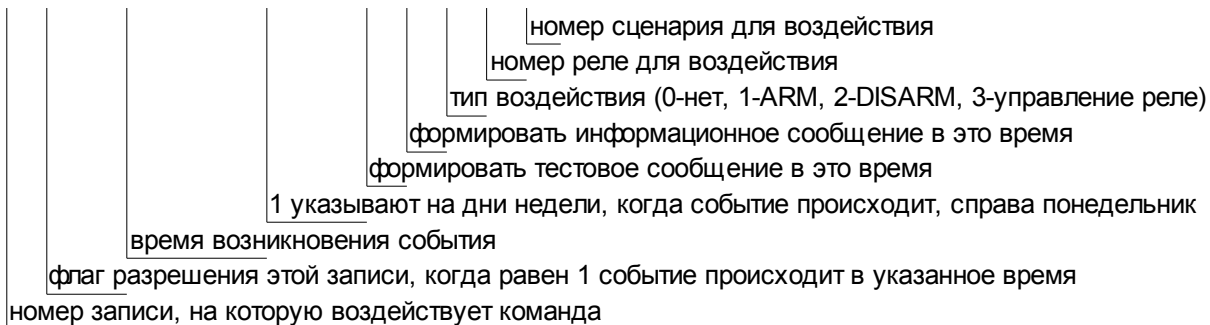 номер сценария для воздействия
номер реле для воздействия
тип воздействия (0-нет, 1-ARM, 2-DISARM, 3-управление реле)
формировать информационное сообщение в это время
формировать тестовое сообщение в это время
1 указывают на дни недели, когда событие происходит, справа понедельник
время возникновения события
флаг разрешения этой записи, когда равен 1 событие происходит в указанное время
номер записи, на которую воздействует команда